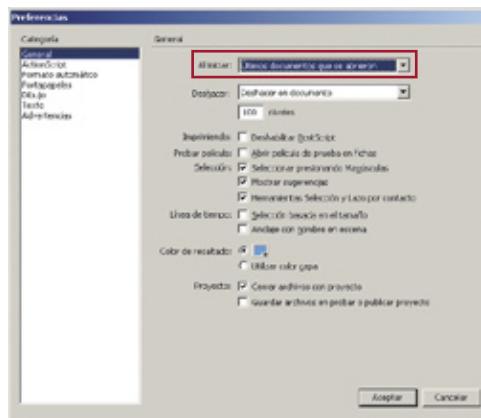 Preferencias
Categoría
General
ActionScript
Formato automático
Portapapeles
Dibujo
Texto
Advertencias
General
Al iniciar: Últimos documentos que se abrieron
Deshacer: Deshacer en documento
100 niveles
Imprimiendo: Deshabilitar PostScript
Probar película: Abrir película de prueba en fichas
Selección: Seleccionar presionando Mayúsculas
Mostrar sugerencias
Herramientas Selección y Lazo por contacto
Línea de tiempo: Selección basada en el tamaño
Anclaje con nombre en escena
Color de resaltado:
Utilizar color capa
Proyecto: Cerrar archivos con proyecto
Guardar archivos en probar o publicar proyecto
Aceptar Cancelar